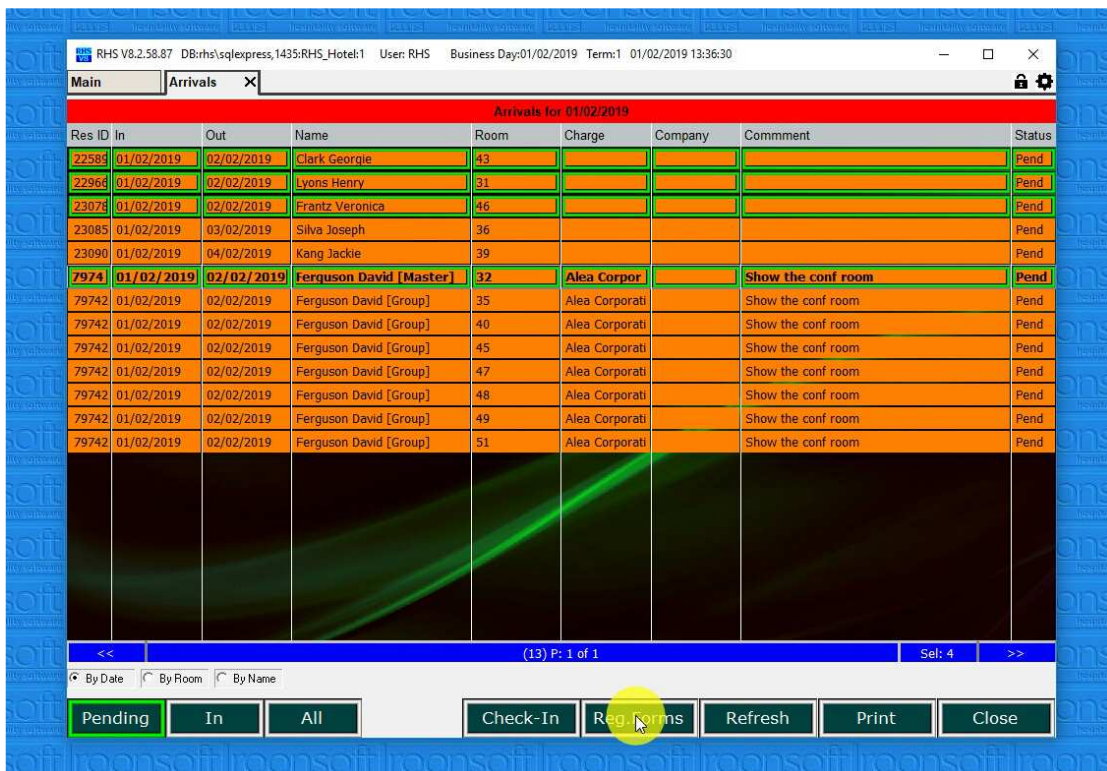 RHS V8.2.58.87 DB:rhs\sqlexpress,1435:RHS_Hotel:1 User: RHS Business Day:01/02/2019 Term:1 01/02/2019 13:36:30
Main Arrivals X
Arrivals for 01/02/2019
Res ID In Out Name Room Charge Company Commment Status
22589 01/02/2019 02/02/2019 Clark Georgie 43 Pend
22966 01/02/2019 02/02/2019 Lyons Henry 31 Pend
23078 01/02/2019 02/02/2019 Frantz Veronica 46 Pend
23085 01/02/2019 03/02/2019 Silva Joseph 36 Pend
23090 01/02/2019 04/02/2019 Kang Jackie 39 Pend
7974 01/02/2019 02/02/2019 Ferguson David [Master] 32 Alea Corpor Show the conf room Pend
79742 01/02/2019 02/02/2019 Ferguson David [Group] 35 Alea Corporati Show the conf room Pend
79742 01/02/2019 02/02/2019 Ferguson David [Group] 40 Alea Corporati Show the conf room Pend
79742 01/02/2019 02/02/2019 Ferguson David [Group] 45 Alea Corporati Show the conf room Pend
79742 01/02/2019 02/02/2019 Ferguson David [Group] 47 Alea Corporati Show the conf room Pend
79742 01/02/2019 02/02/2019 Ferguson David [Group] 48 Alea Corporati Show the conf room Pend
79742 01/02/2019 02/02/2019 Ferguson David [Group] 49 Alea Corporati Show the conf room Pend
79742 01/02/2019 02/02/2019 Ferguson David [Group] 51 Alea Corporati Show the conf room Pend
<< (13) P: 1 of 1 Sel: 4 >>
By Date By Room By Name
Pending In All Check-In Reg.Forms Refresh Print Close